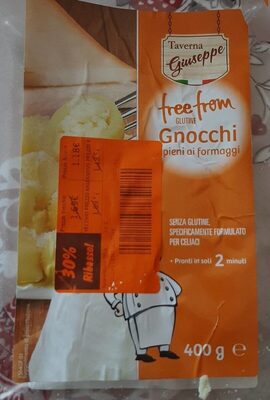 Taverna
Giuseppe
free from
GLUTINE
Gnocchi
pieni ai formaggi
SENZA GLUTINE,
SPECIFICAMENTE FORMULATO
PER CELIACI
• Pronti in soli 2 minuti
30%
Ribasso!
1.18€
400 g e